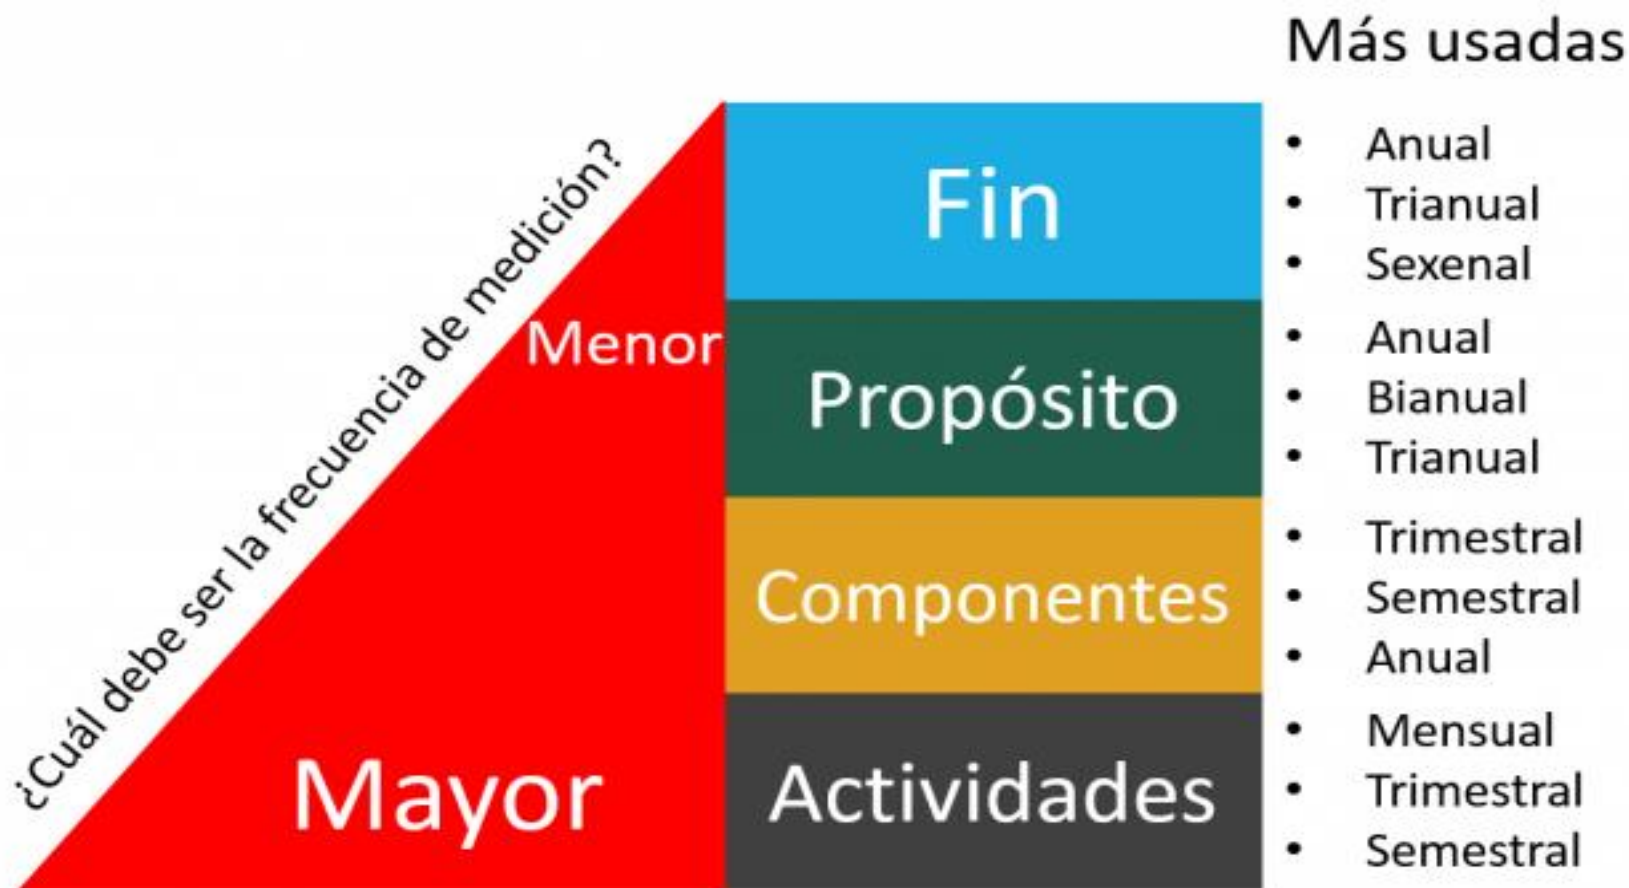 Más usadas
¿Cuál debe ser la frecuencia de medición?
Menor
Mayor
Fin
• Anual
• Trianual
• Sexenal
Propósito
• Anual
• Bianual
• Trianual
Componentes
• Trimestral
• Semestral
• Anual
Actividades
• Mensual
• Trimestral
• Semestral